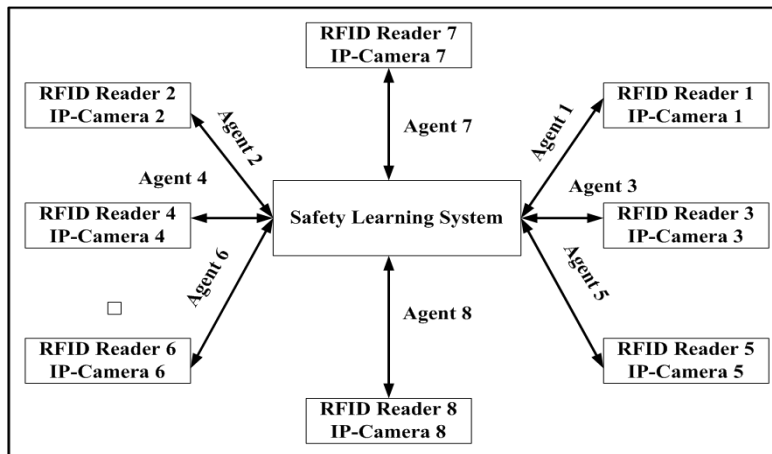 RFID Reader 7
IP-Camera 7
RFID Reader 2
IP-Camera 2
RFID Reader 1
IP-Camera 1
Agent 2
Agent 7
Agent 1
Agent 4
Agent 3
RFID Reader 4
IP-Camera 4
Safety Learning System
RFID Reader 3
IP-Camera 3
Agent 6
Agent 8
Agent 5
RFID Reader 6
IP-Camera 6
RFID Reader 5
IP-Camera 5
RFID Reader 8
IP-Camera 8